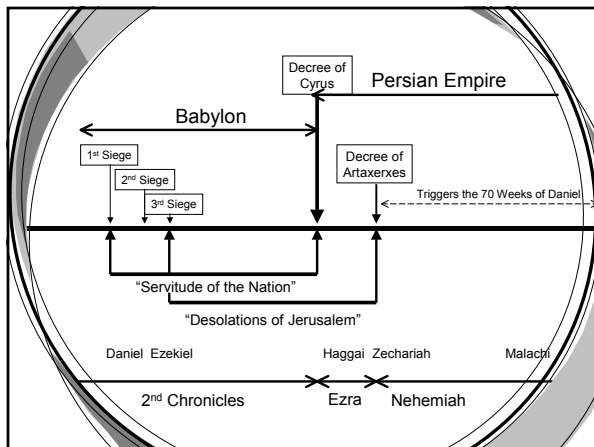 Decree of
Cyrus
Persian Empire
Babylon
1st Siege
2nd Siege
3rd Siege
Decree of
Artaxerxes
Triggers the 70 Weeks of Daniel
“Servitude of the Nation”
“Desolations of Jerusalem”
Daniel Ezekiel Haggai Zechariah Malachi
2nd Chronicles Ezra Nehemiah